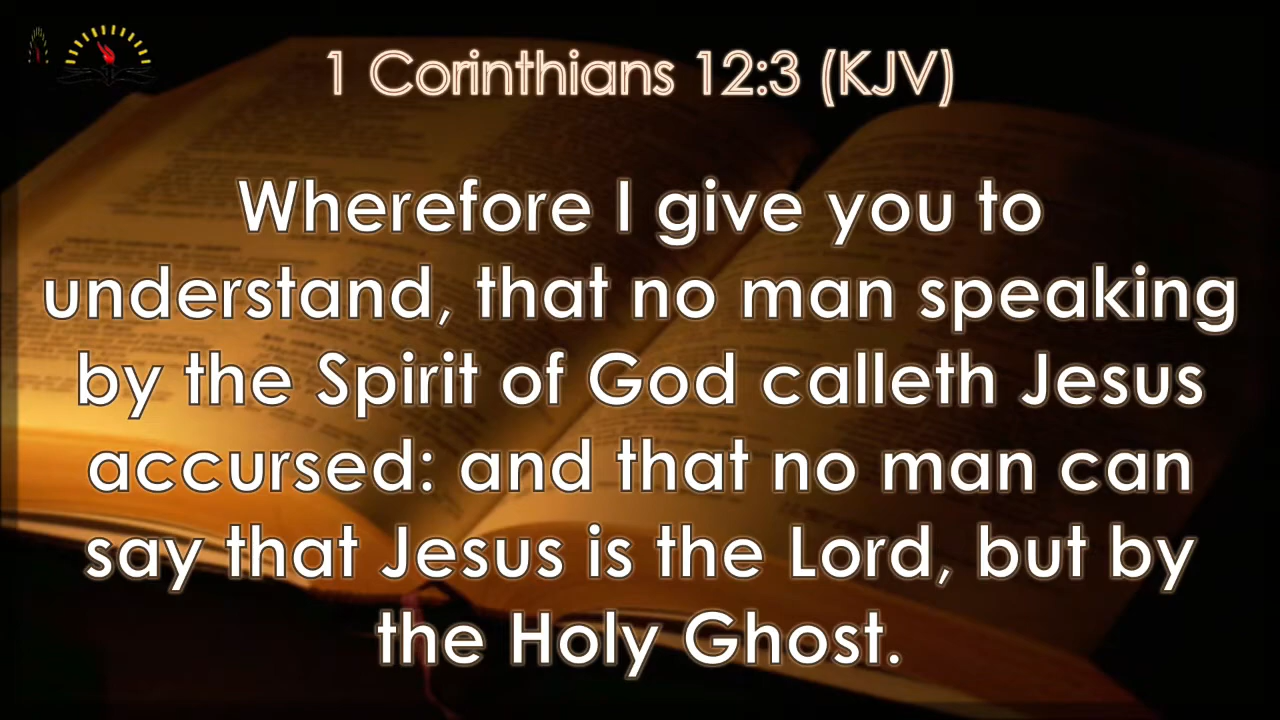 1 Corinthians 12:3 (KJV)
Wherefore I give you to
understand, that no man speaking
by the Spirit of God calleth Jesus
accursed: and that no man can
say that Jesus is the Lord, but by
the Holy Ghost.